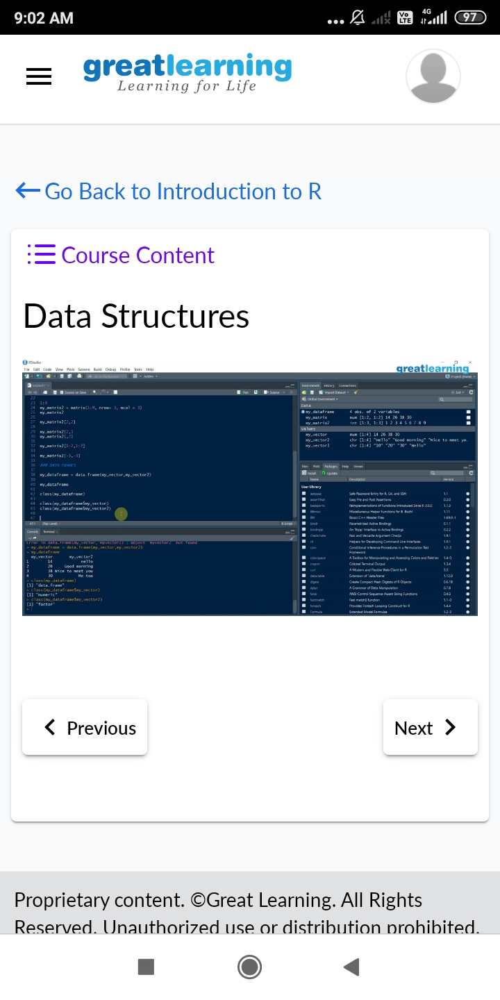 9:02 AM
Vo LTE
4G
97
greatlearning
Learning for Life
Go Back to Introduction to R
Course Content
Data Structures
RStudio
File Edit Code View Plots Session Build Debug Profile Tools Help
greatlearning
23 1:9
24 my_matrix2 = matrix(1:9, nrow= 3, ncol = 3)
25 my_matrix2
27 my_matrix2[2,2]
29 my_matrix2[2,]
30 my_matrix2[,2]
32 my_matrix2[1:2,1:2]
34 my_matrix2[-3,-3]
36 ### DATA FRAMES
38 my_dataframe = data.frame(my_vector,my_vector2)
40 my_dataframe
42 class(my_dataframe)
44 class(my_dataframe$my_vector)
45 class(my_dataframe$my_vector2)
46
47
Console Terminal
Error in data.frame(my_vector, myvector2) : object 'myvector2' not found
> my_dataframe = data.frame(my_vector,my_vector2)
> my_dataframe
my_vector my_vector2
1 14 Hello
2 26 Good morning
3 38 Nice to meet you
4 30 Me too
> class(my_dataframe)
[1] "data.frame"
> class(my_dataframe$my_vector)
[1] "numeric"
> class(my_dataframe$my_vector2)
[1] "factor"
>
Environment History Connections
Import Dataset
Global Environment
Data
my_dataframe 4 obs. of 2 variables
my_matrix num [1:2, 1:2] 14 26 38 30
my_matrix2 int [1:3, 1:3] 1 2 3 4 5 6 7 8 9
Values
my_vector num [1:4] 14 26 38 30
my_vector2 chr [1:4] "Hello" "Good morning" "Nice to meet yo…
my_vector3 chr [1:4] "10" "20" "30" "Hello"
Files Plots Packages Help Viewer
Install Update
Name Description Version
User Library
askpass Safe Password Entry for R, Git, and SSH 1.1
assertthat Easy Pre and Post Assertions 0.2.0
backports Reimplementations of Functions Introduced Since R-3.0.0 1.1.3
BBmisc Miscellaneous Helper Functions for B. Bischl 1.11
BH Boost C++ Header Files 1.69.0-1
bindr Parametrized Active Bindings 0.1.1
bindrcpp An 'Rcpp' Interface to Active Bindings 0.2.2
checkmate Fast and Versatile Argument Checks 1.9.1
cli Helpers for Developing Command Line Interfaces 1.0.1
coin Conditional Inference Procedures in a Permutation Test Framework 1.2-2
colorspace A Toolbox for Manipulating and Assessing Colors and Palettes 1.4-0
crayon Colored Terminal Output 1.3.4
curl A Modern and Flexible Web Client for R 3.3
data.table Extension of 'data.frame' 1.12.0
digest Create Compact Hash Digests of R Objects 0.6.18
dplyr A Grammar of Data Manipulation 0.7.8
fansi ANSI Control Sequence Aware String Functions 0.4.0
fastmatch Fast match() function 1.1-0
foreach Provides Foreach Looping Construct for R 1.4.4
Formula Extended Model Formulas 1.2-3
Previous
Next
Proprietary content. ©Great Learning. All Rights
Reserved. Unauthorized use or distribution prohibited.